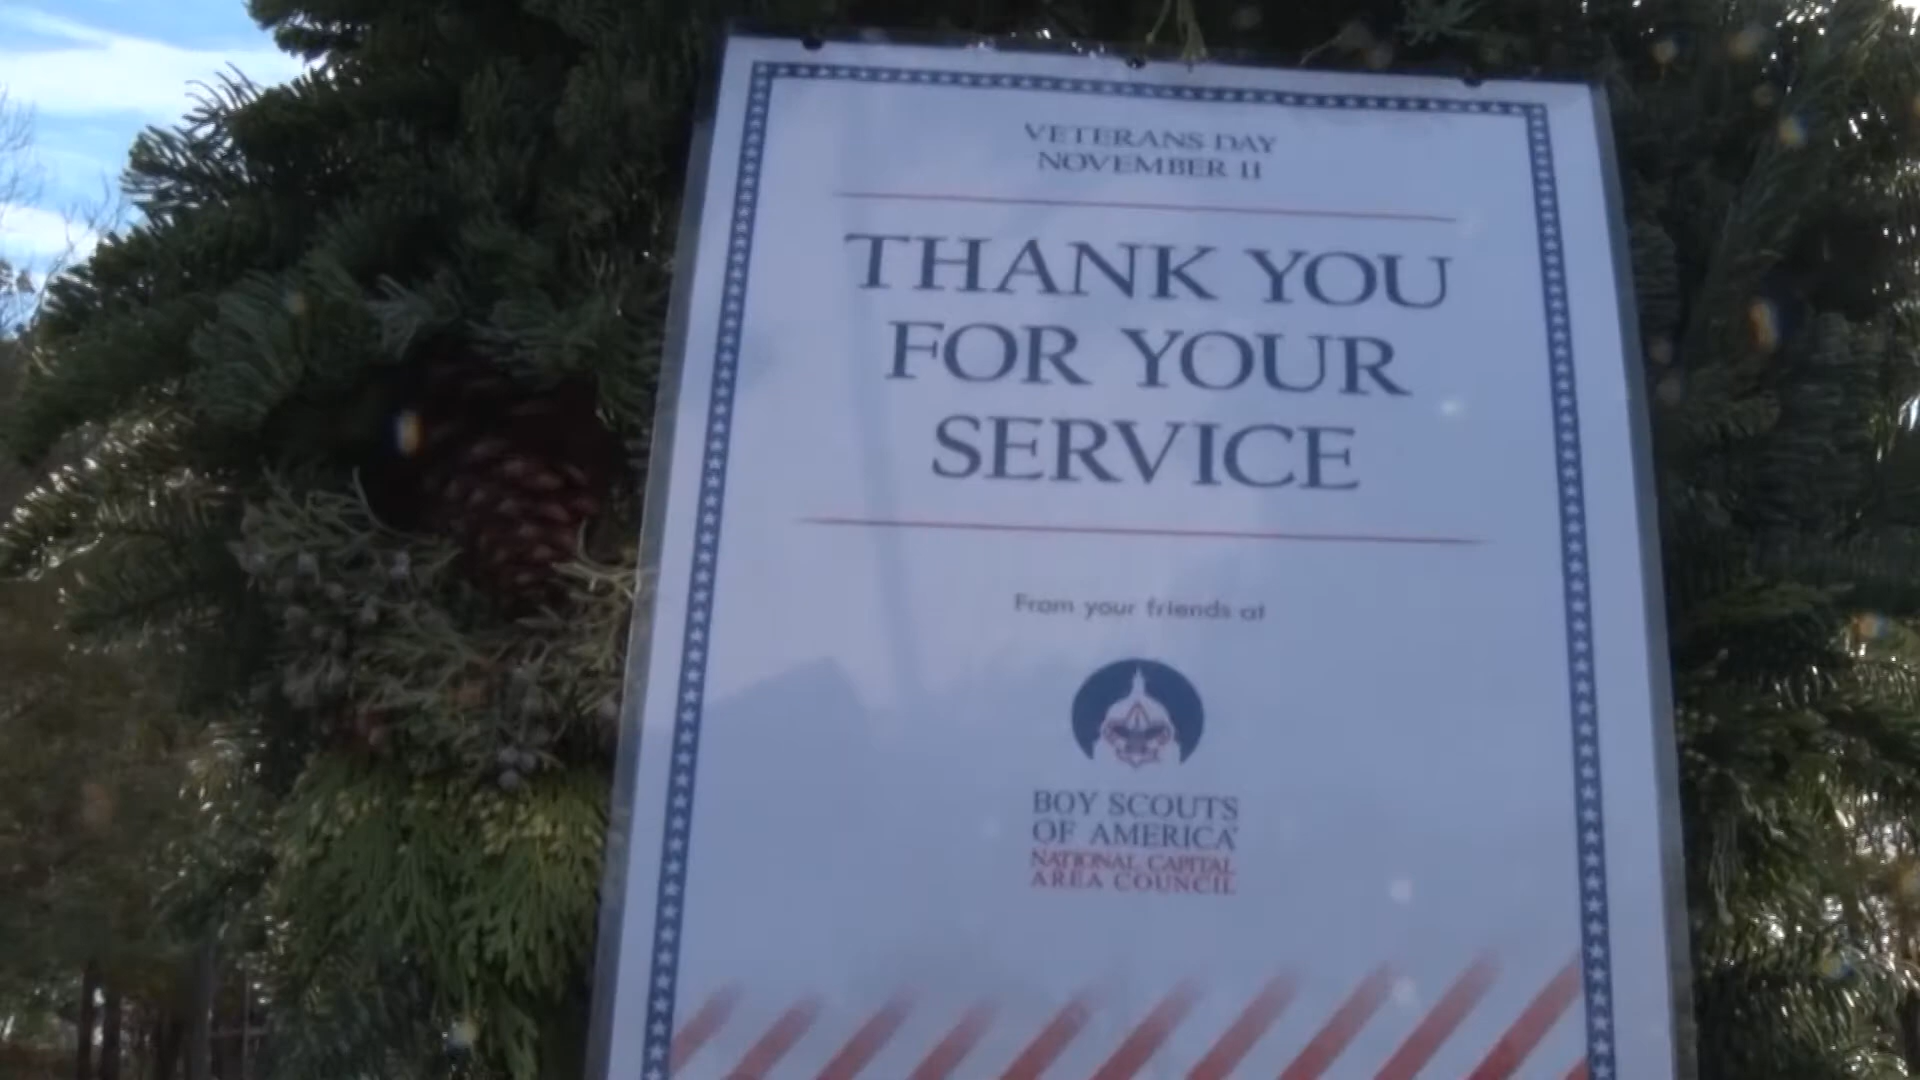 VETERANS DAY
NOVEMBER 11
THANK YOU
FOR YOUR
SERVICE
From your friends at
BOY SCOUTS
OF AMERICA®
NATIONAL CAPITAL
AREA COUNCIL